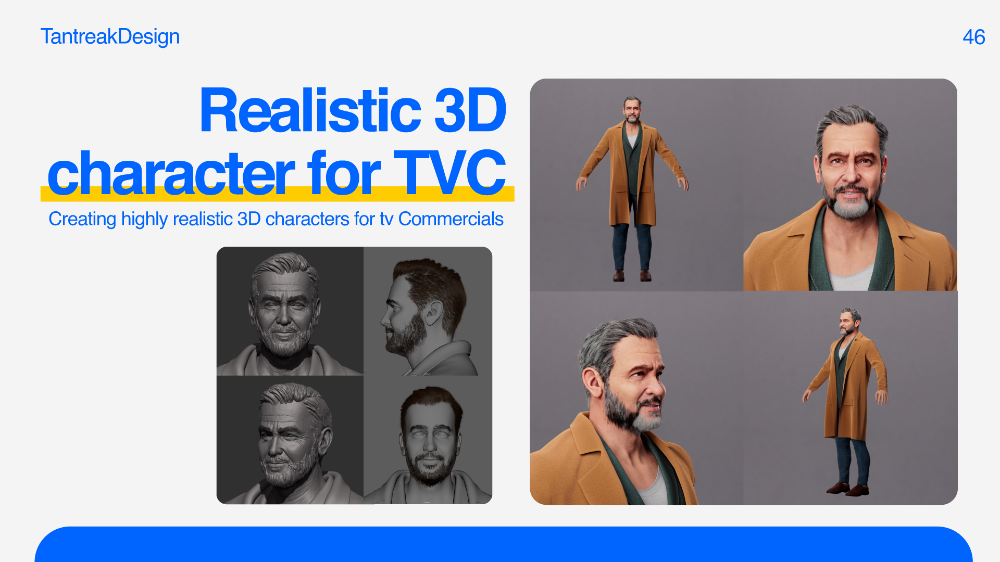 TantreakDesign
46
Realistic 3D
character for TVC
Creating highly realistic 3D characters for tv Commercials